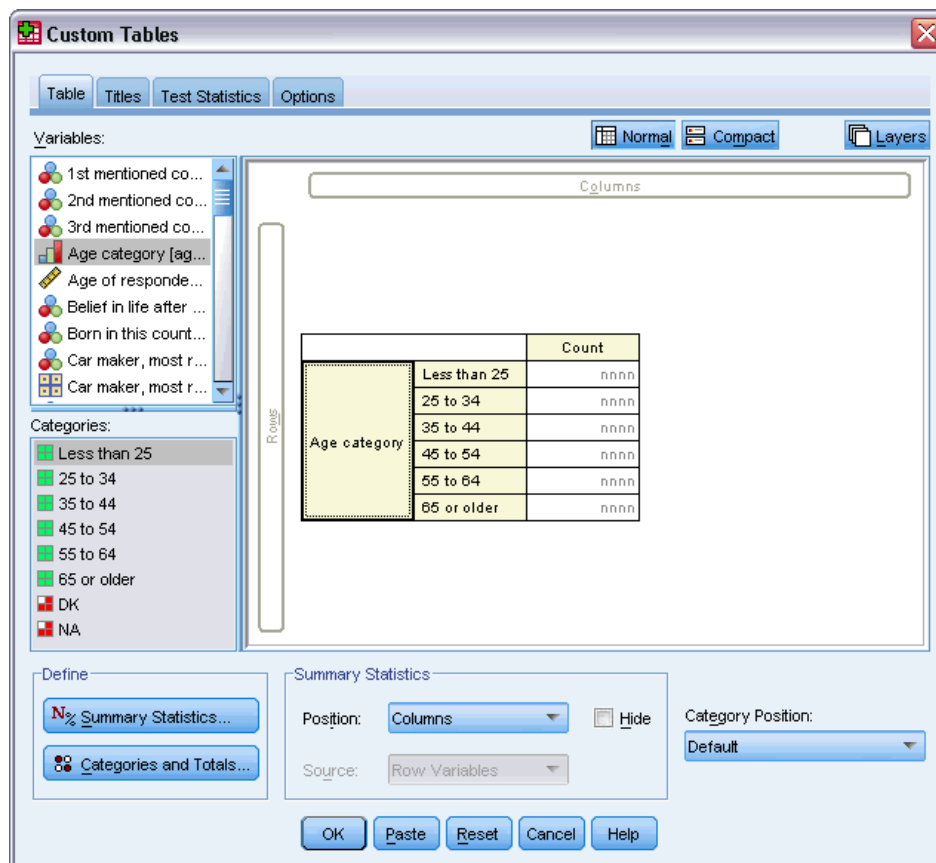 Custom Tables
Table Titles Test Statistics Options
Variables:
Normal Compact Layers
1st mentioned co...
2nd mentioned co...
3rd mentioned co...
Age category [ag...
Age of responde...
Belief in life after ...
Born in this count...
Car maker, most r...
Car maker, most r...
Categories:
Less than 25
25 to 34
35 to 44
45 to 54
55 to 64
65 or older
DK
NA
Columns
Rows
Count
Age category
Less than 25 nnnn
25 to 34 nnnn
35 to 44 nnnn
45 to 54 nnnn
55 to 64 nnnn
65 or older nnnn
Define
N% Summary Statistics...
Categories and Totals...
Summary Statistics
Position: Columns Hide
Source: Row Variables
Category Position:
Default
OK Paste Reset Cancel Help